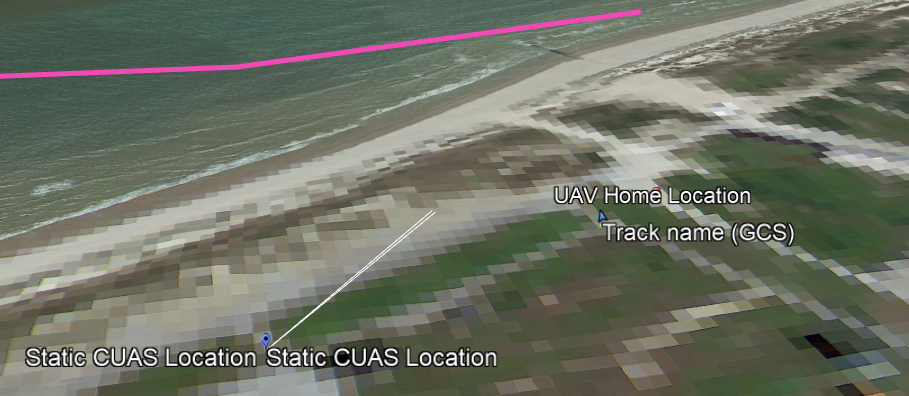 UAV Home Location
Track name (GCS)
Static CUAS Location Static CUAS Location